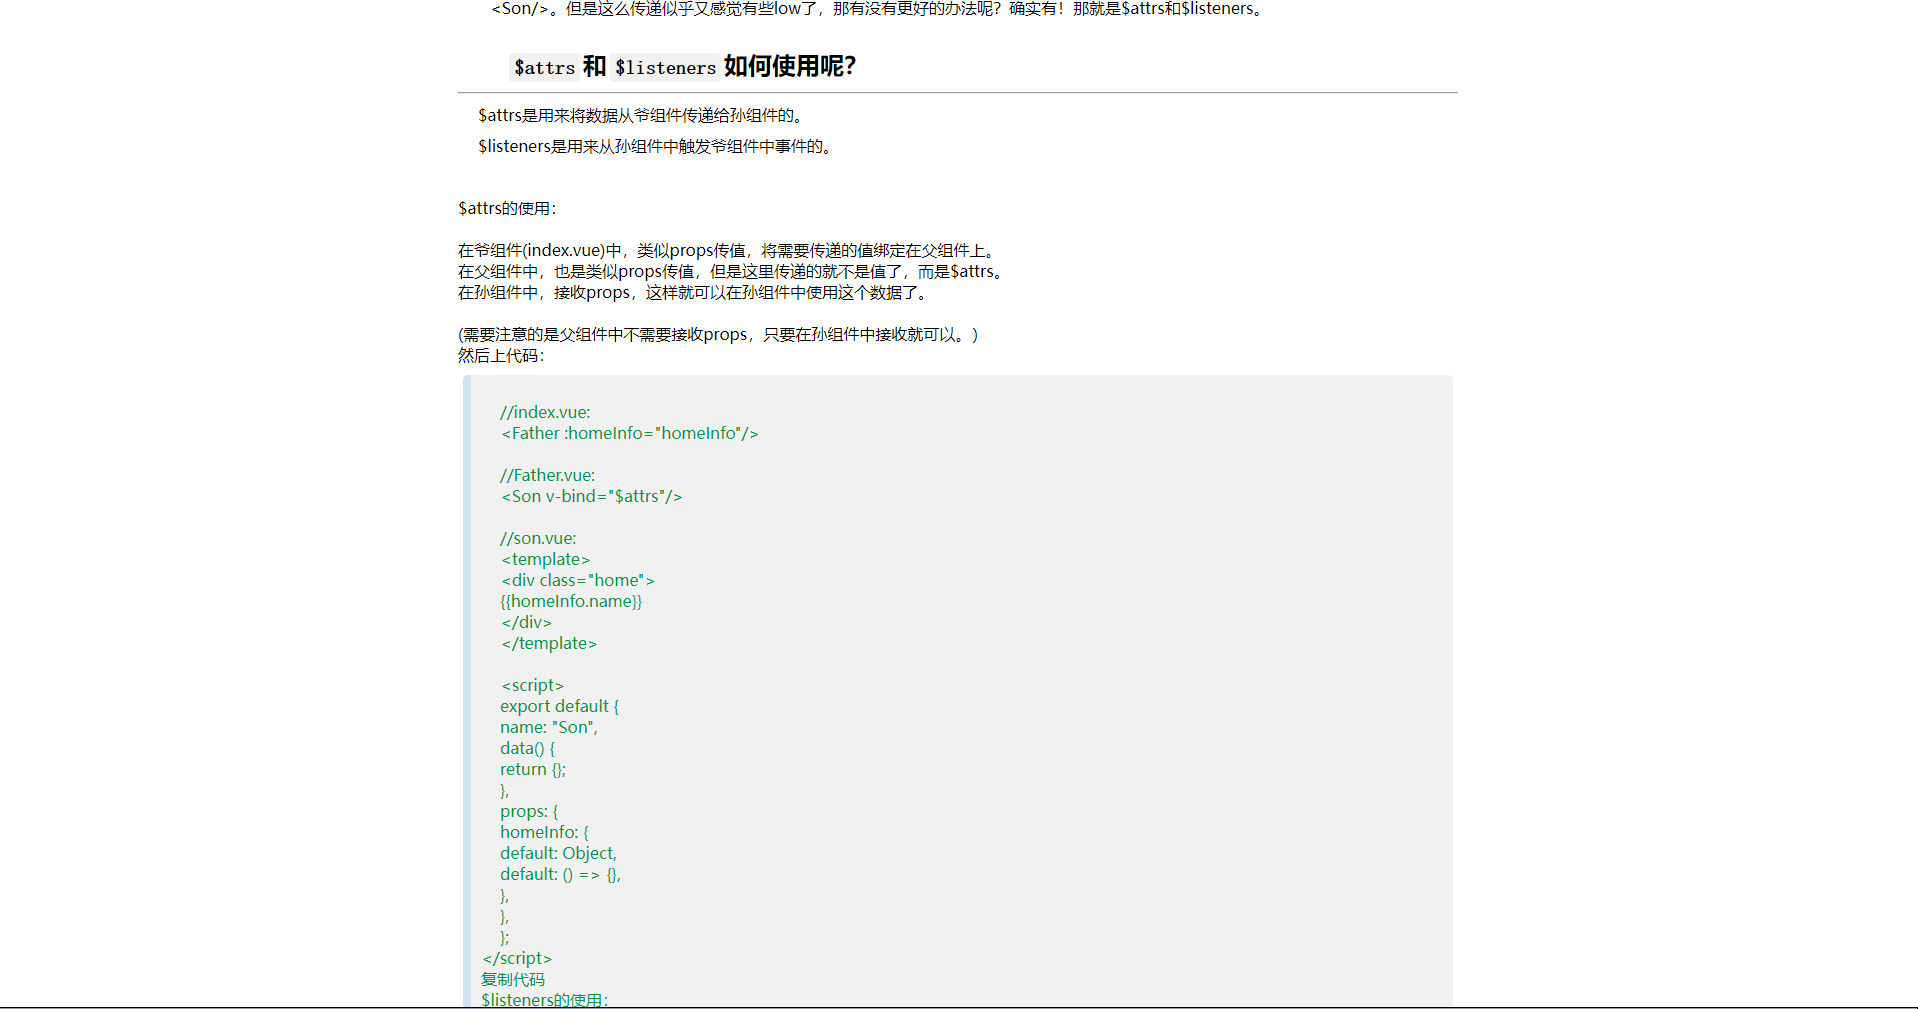 <Son/>。但是这么传递似乎又感觉有些low了，那有没有更好的办法呢？确实有！那就是$attrs和$listeners。
$attrs 和 $listeners 如何使用呢？
$attrs是用来将数据从爷组件传递给孙组件的。
$listeners是用来从孙组件中触发爷组件中事件的。
$attrs的使用：
在爷组件(index.vue)中，类似props传值，将需要传递的值绑定在父组件上。
在父组件中，也是类似props传值，但是这里传递的就不是值了，而是$attrs。
在孙组件中，接收props，这样就可以在孙组件中使用这个数据了。
(需要注意的是父组件中不需要接收props，只要在孙组件中接收就可以。)
然后上代码：
//index.vue:
<Father :homeInfo="homeInfo"/>
//Father.vue:
<Son v-bind="$attrs"/>
//son.vue:
<template>
<div class="home">
{{homeInfo.name}}
</div>
</template>
<script>
export default {
name: "Son",
data() {
return {};
},
props: {
homeInfo: {
default: Object,
default: () => {},
},
},
};
</script>
复制代码
$listeners的使用：